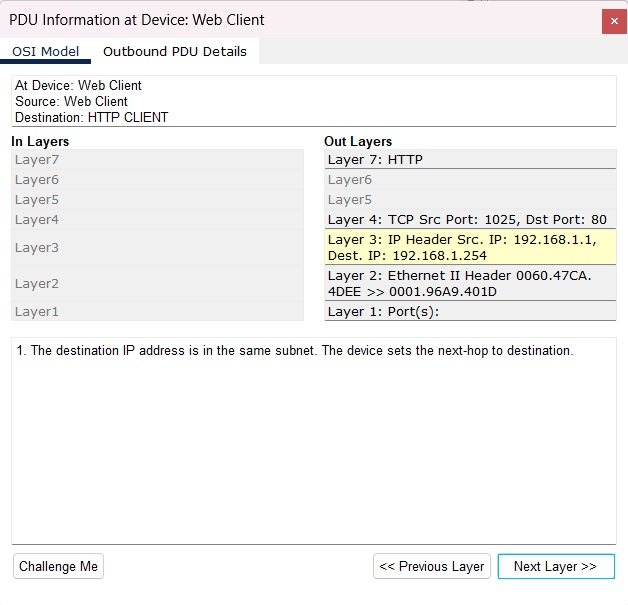 PDU Information at Device: Web Client
OSI Model
Outbound PDU Details
At Device: Web Client
Source: Web Client
Destination: HTTP CLIENT
In Layers
Layer7
Layer6
Layer5
Layer4
Layer3
Layer2
Layer1
Out Layers
Layer 7: HTTP
Layer6
Layer5
Layer 4: TCP Src Port: 1025, Dst Port: 80
Layer 3: IP Header Src. IP: 192.168.1.1,
Dest. IP: 192.168.1.254
Layer 2: Ethernet II Header 0060.47CA.
4DEE >> 0001.96A9.401D
Layer 1: Port(s):
1. The destination IP address is in the same subnet. The device sets the next-hop to destination.
Challenge Me
<< Previous Layer
Next Layer >>